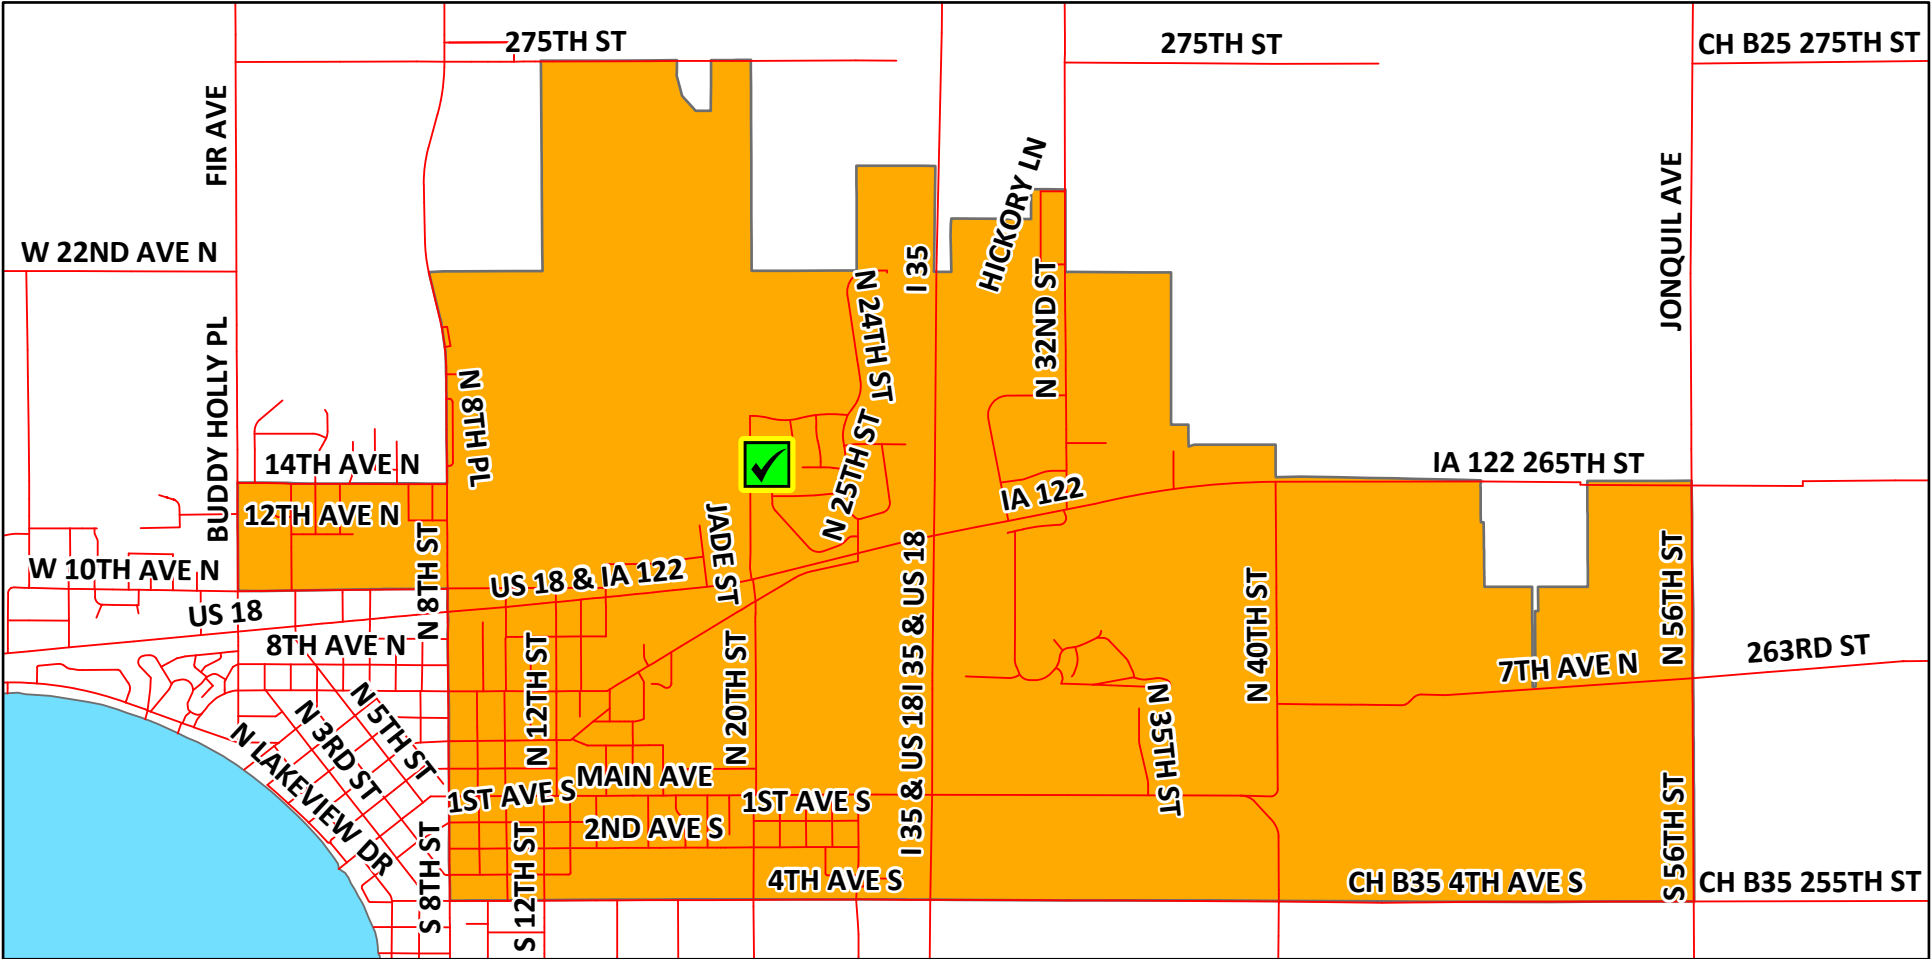 275TH ST
275TH ST
CH B25 275TH ST
FIR AVE
HICKORY LN
JONQUIL AVE
W 22ND AVE N
I 35
N 24TH ST
N 32ND ST
BUDDY HOLLY PL
N 8TH PL
14TH AVE N
N 25TH ST
IA 122 265TH ST
IA 122
12TH AVE N
JADE ST
W 10TH AVE N
N 8TH ST
US 18 & IA 122
I 35 & US 18
I 35 & US 18
N 40TH ST
N 56TH ST
US 18
8TH AVE N
263RD ST
7TH AVE N
N 5TH ST
N 3RD ST
N LAKEVIEW DR
N 12TH ST
N 20TH ST
N 35TH ST
MAIN AVE
1ST AVE S
1ST AVE S
2ND AVE S
S 8TH ST
S 12TH ST
4TH AVE S
CH B35 4TH AVE S
S 56TH ST
CH B35 255TH ST